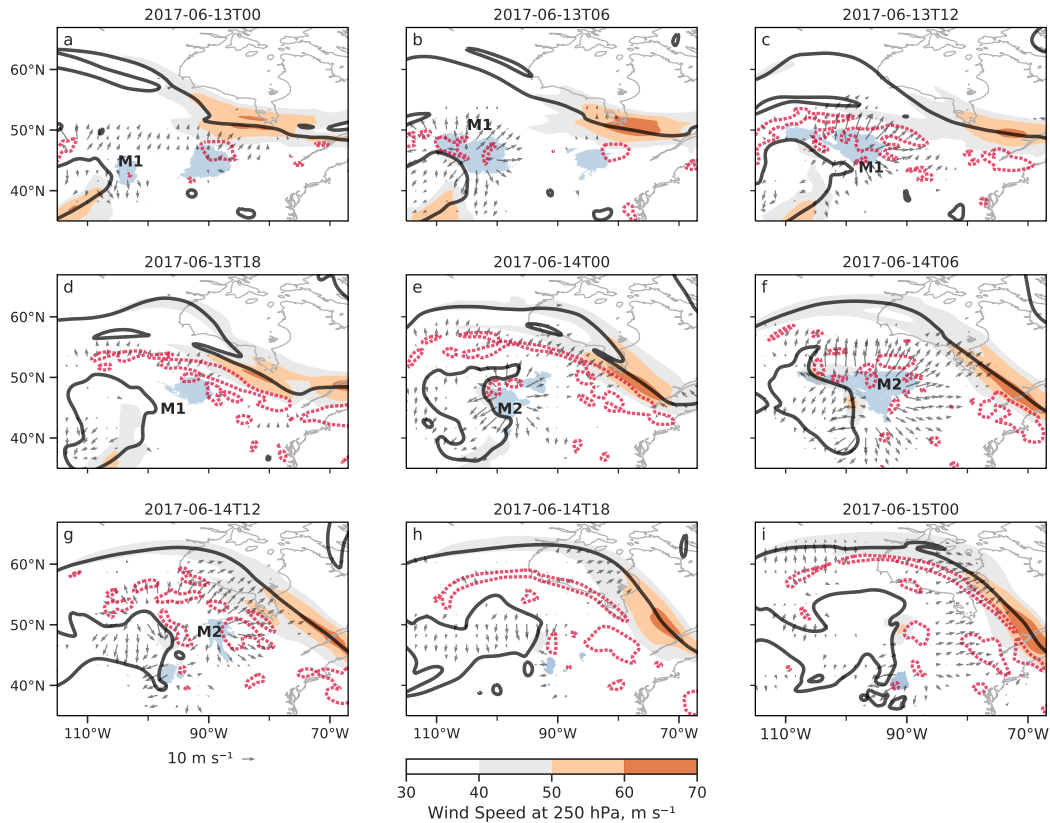 2017-06-13T00 2017-06-13T06 2017-06-13T12
a b c
60°N
50°N
40°N
M1 M1 M1
2017-06-13T18 2017-06-14T00 2017-06-14T06
d e f
60°N
50°N
40°N
M1 M2 M2
2017-06-14T12 2017-06-14T18 2017-06-15T00
g h i
60°N
50°N
40°N
M2
110°W 90°W 70°W 110°W 90°W 70°W 110°W 90°W 70°W
10 m s⁻¹
30 40 50 60 70
Wind Speed at 250 hPa, m s⁻¹